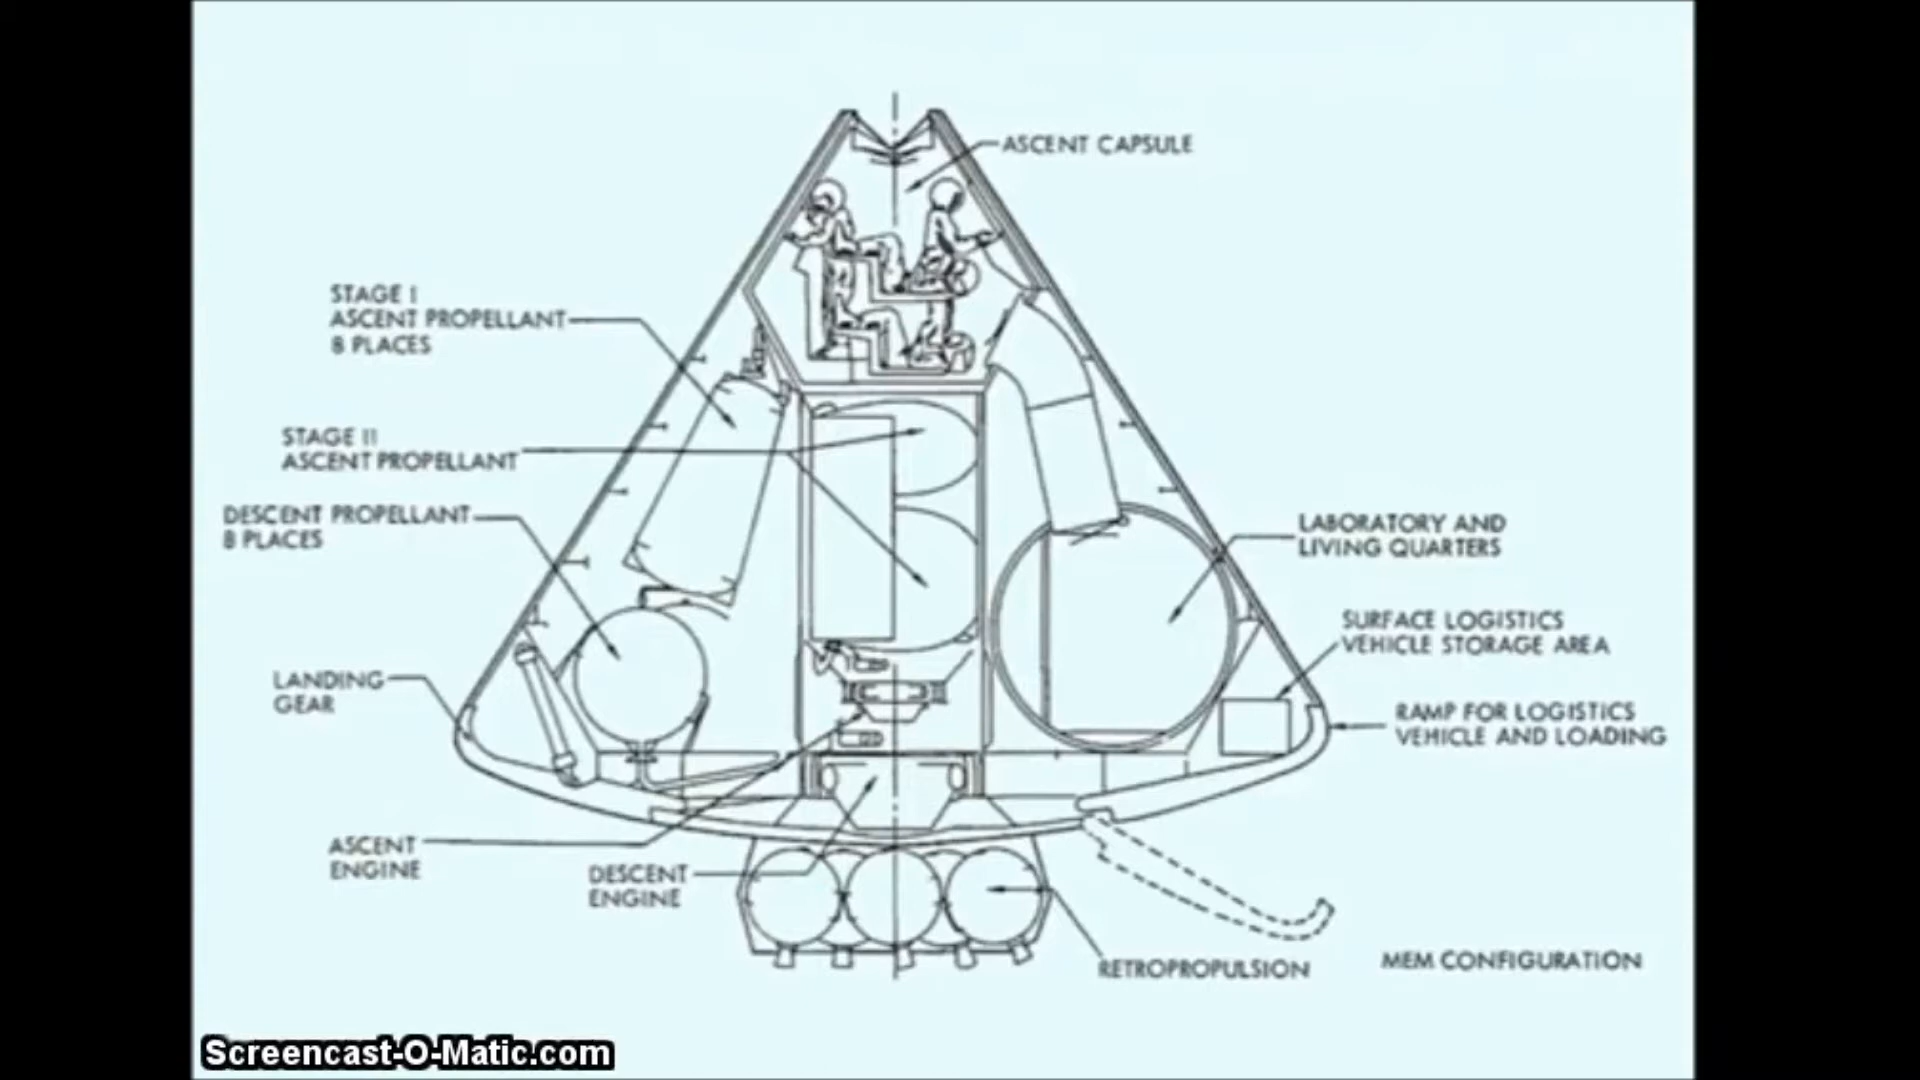 ASCENT CAPSULE
STAGE I
ASCENT PROPELLANT
8 PLACES
STAGE II
ASCENT PROPELLANT
DESCENT PROPELLANT
8 PLACES
LABORATORY AND
LIVING QUARTERS
SURFACE LOGISTICS
VEHICLE STORAGE AREA
LANDING
GEAR
RAMP FOR LOGISTICS
VEHICLE AND LOADING
ASCENT
ENGINE
DESCENT
ENGINE
RETROPROPULSION
MEM CONFIGURATION
Screencast-O-Matic.com